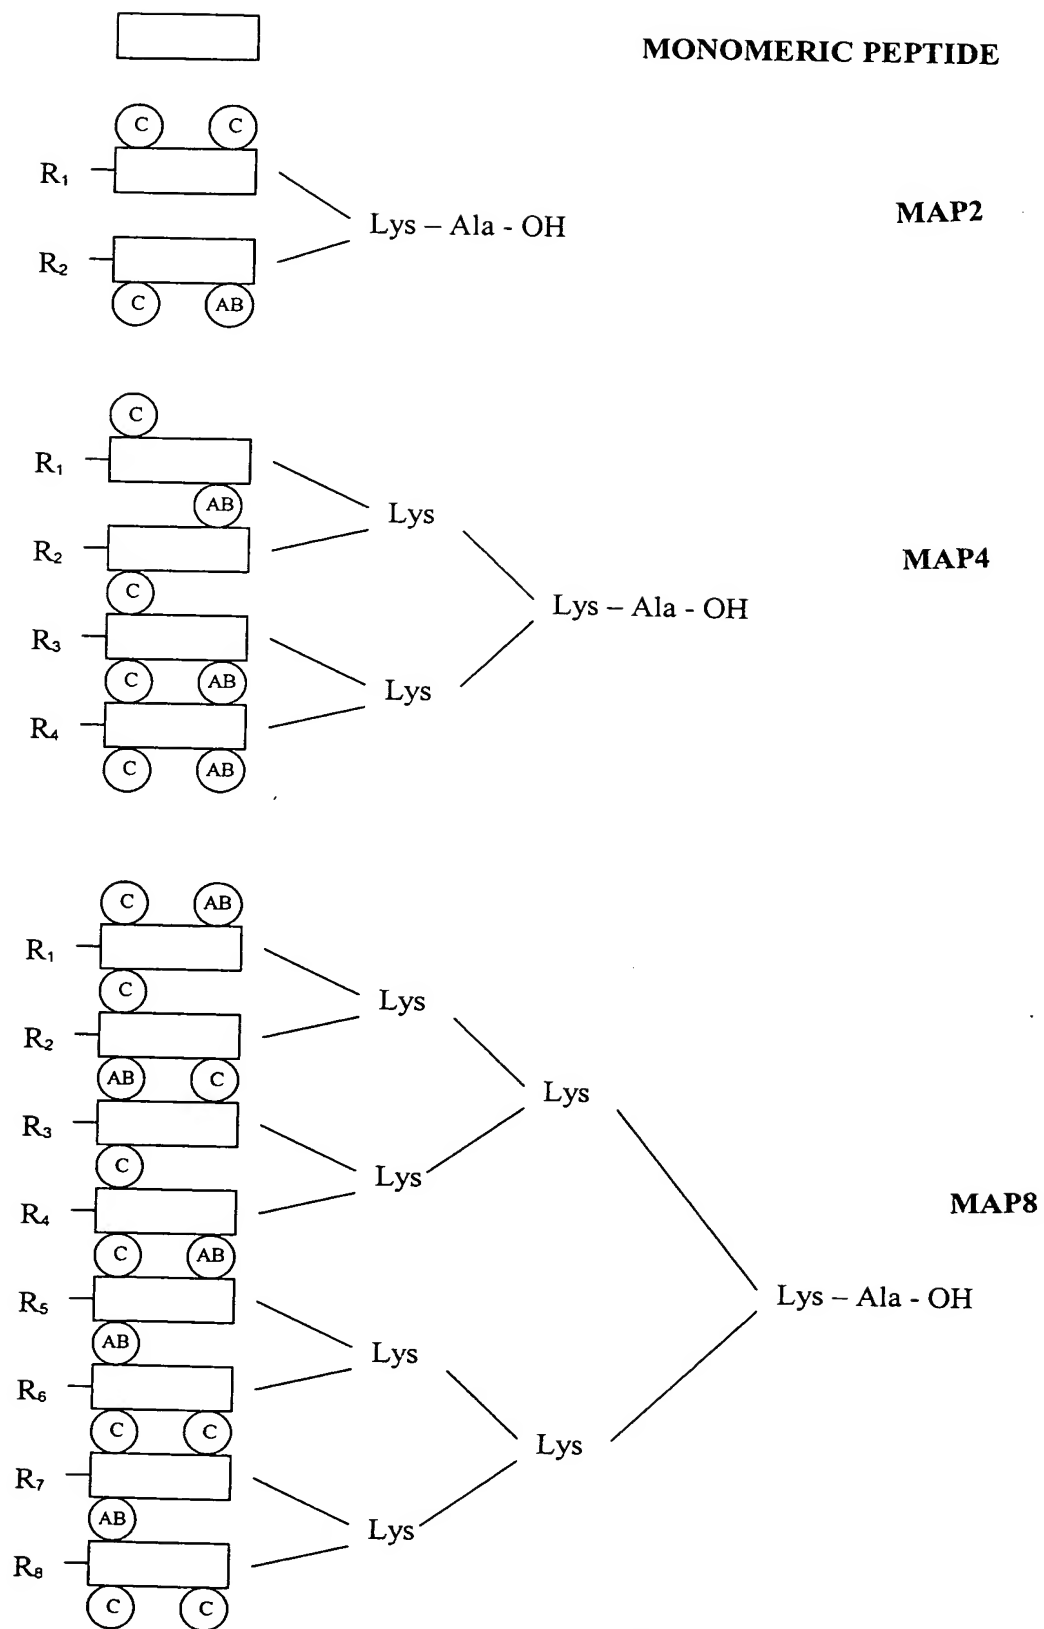 MONOMERIC PEPTIDE
C C
R₁
Lys – Ala - OH
MAP2
R₂
C AB
C
R₁
AB
Lys
R₂
MAP4
C
Lys – Ala - OH
R₃
C AB
Lys
R₄
C AB
C AB
R₁
C
Lys
R₂
AB C
Lys
R₃
C
Lys
R₄
MAP8
C AB
R₅
Lys – Ala - OH
AB
Lys
R₆
C C
Lys
R₇
AB
Lys
R₈
C C